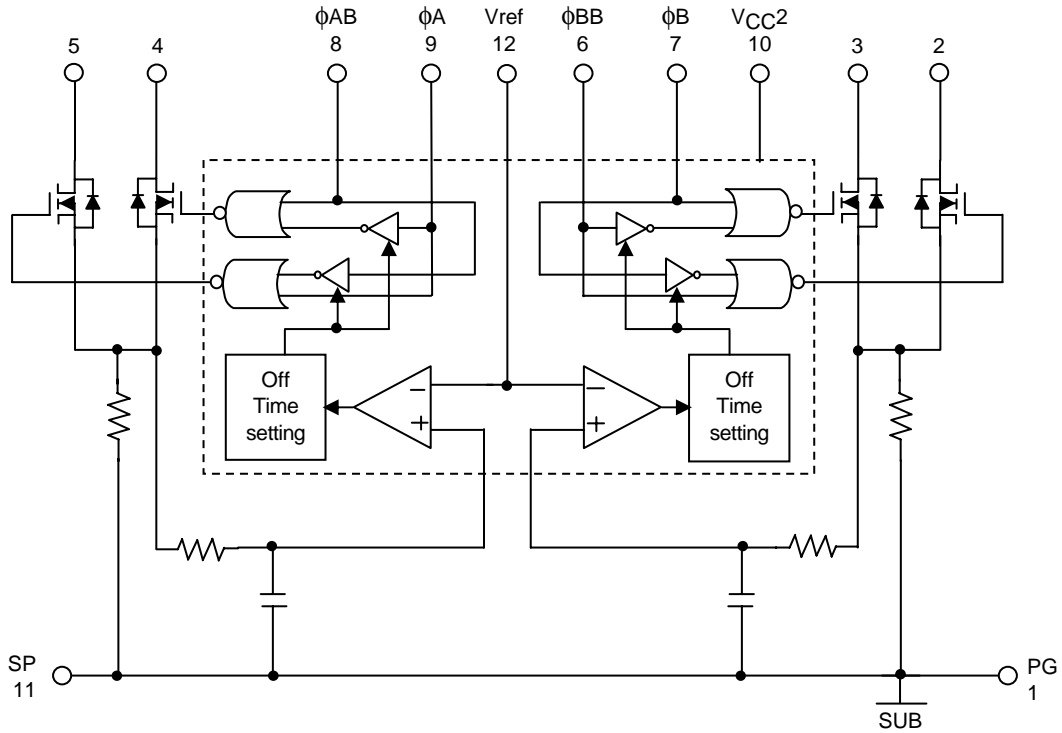 ϕAB ϕA Vref ϕBB ϕB VCC2
5 4 8 9 12 6 7 10 3 2
Off
Time
setting
−
+
−
+
Off
Time
setting
SP
11
PG
1
SUB